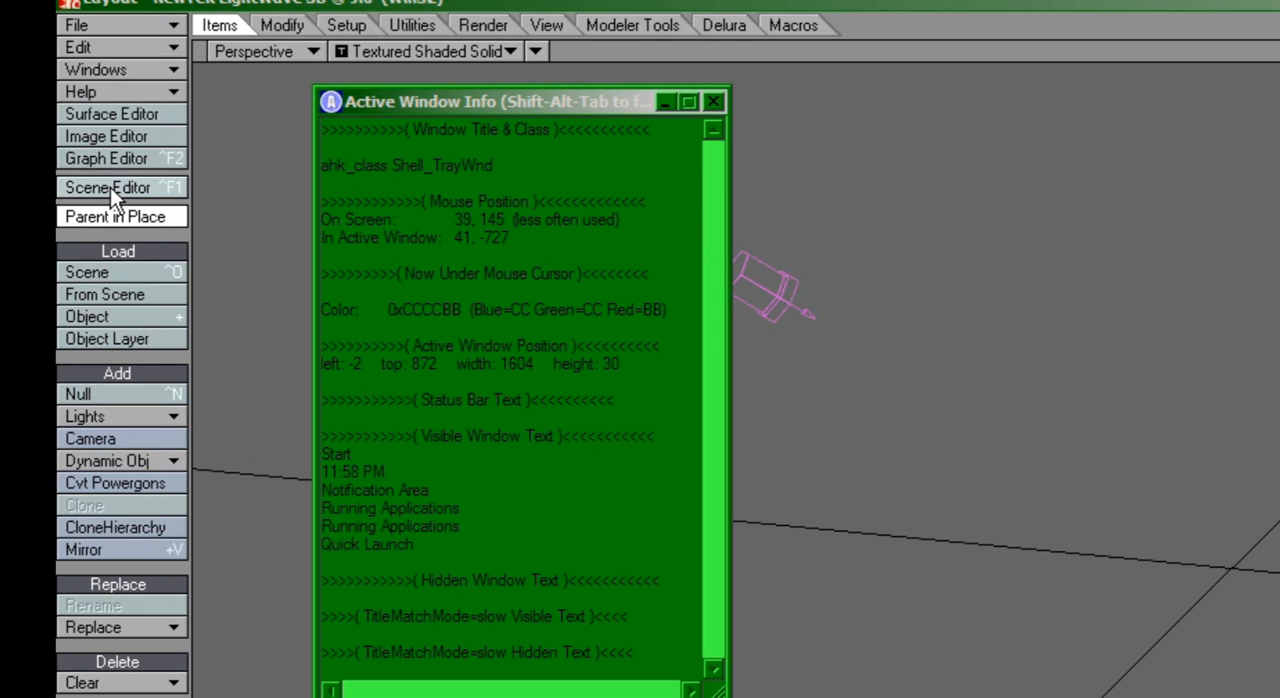 File
Edit
Windows
Help
Surface Editor
Image Editor
Graph Editor ^F2
Scene Editor ^F1
Parent in Place
Load
Scene ^O
From Scene
Object +
Object Layer
Add
Null ^N
Lights
Camera
Dynamic Obj
Cvt Powergons
Clone
CloneHierarchy
Mirror +V
Replace
Rename
Replace
Delete
Clear
Items Modify Setup Utilities Render View Modeler Tools Delura Macros
Perspective T Textured Shaded Solid
A Active Window Info (Shift-Alt-Tab to f...
>>>>>>>>>>( Window Title & Class )<<<<<<<<<<<
ahk_class Shell_TrayWnd
>>>>>>>>>>>>( Mouse Position )<<<<<<<<<<<<<
On Screen: 39, 145 (less often used)
In Active Window: 41, -727
>>>>>>>>>( Now Under Mouse Cursor )<<<<<<<<
Color: 0xCCCCBB (Blue=CC Green=CC Red=BB)
>>>>>>>>>>( Active Window Position )<<<<<<<<<<
left: -2 top: 872 width: 1604 height: 30
>>>>>>>>>>>( Status Bar Text )<<<<<<<<<<
>>>>>>>>>>>( Visible Window Text )<<<<<<<<<<<
Start
11:58 PM
Notification Area
Running Applications
Running Applications
Quick Launch
>>>>>>>>>>>( Hidden Window Text )<<<<<<<<<<<
>>>>( TitleMatchMode=slow Visible Text )<<<<
>>>>( TitleMatchMode=slow Hidden Text )<<<<